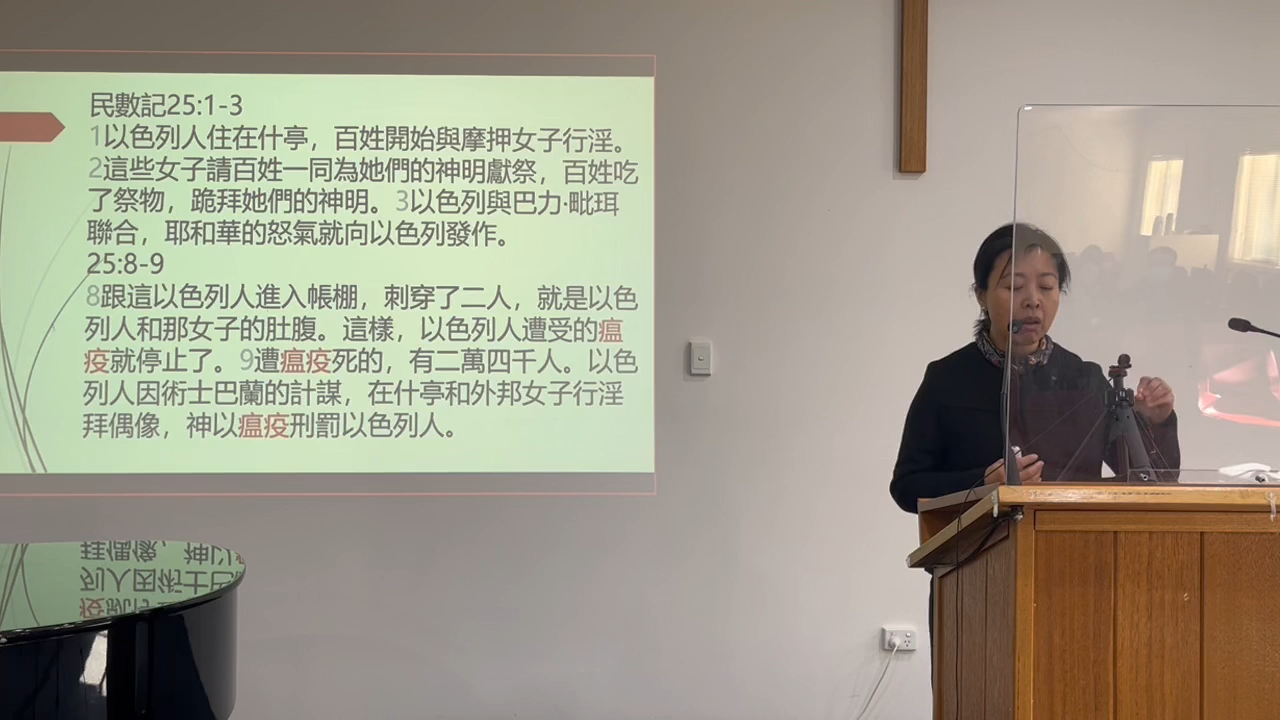 民數記25:1-3
1以色列人住在什亭，百姓開始與摩押女子行淫。
2這些女子請百姓一同為她們的神明獻祭，百姓吃
了祭物，跪拜她們的神明。3以色列與巴力·毗珥
聯合，耶和華的怒氣就向以色列發作。
25:8-9
8跟這以色列人進入帳棚，刺穿了二人，就是以色
列人和那女子的肚腹。這樣，以色列人遭受的瘟
疫就停止了。9遭瘟疫死的，有二萬四千人。以色
列人因術士巴蘭的計謀，在什亭和外邦女子行淫
拜偶像，神以瘟疫刑罰以色列人。